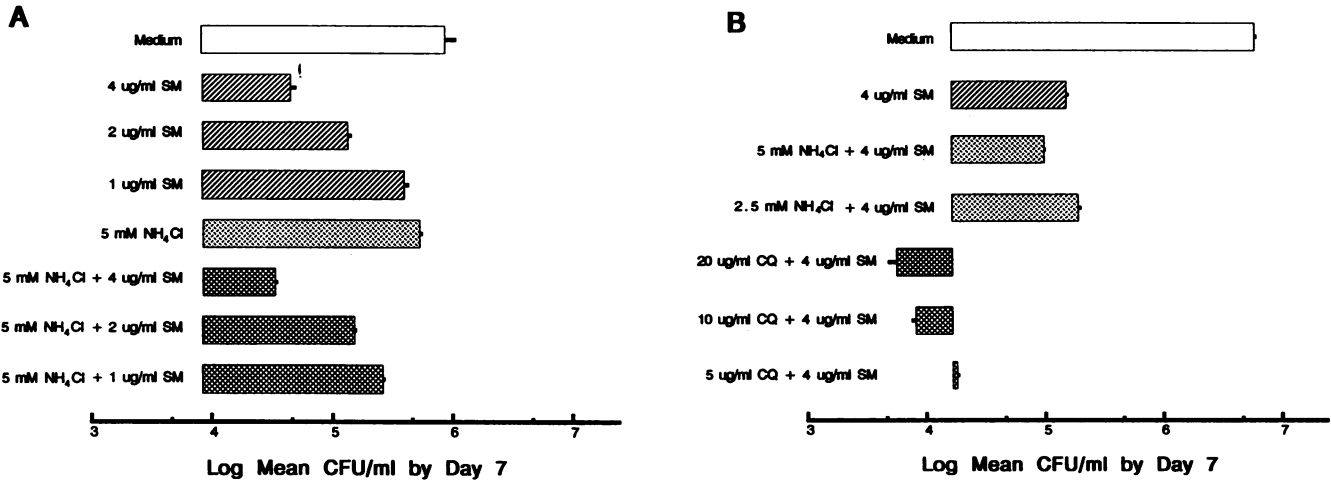 A
Medium
4 ug/ml SM
2 ug/ml SM
1 ug/ml SM
5 mM NH₄Cl
5 mM NH₄Cl + 4 ug/ml SM
5 mM NH₄Cl + 2 ug/ml SM
5 mM NH₄Cl + 1 ug/ml SM
3 4 5 6 7
Log Mean CFU/ml by Day 7
B
Medium
4 ug/ml SM
5 mM NH₄Cl + 4 ug/ml SM
2.5 mM NH₄Cl + 4 ug/ml SM
20 ug/ml CQ + 4 ug/ml SM
10 ug/ml CQ + 4 ug/ml SM
5 ug/ml CQ + 4 ug/ml SM
3 4 5 6 7
Log Mean CFU/ml by Day 7